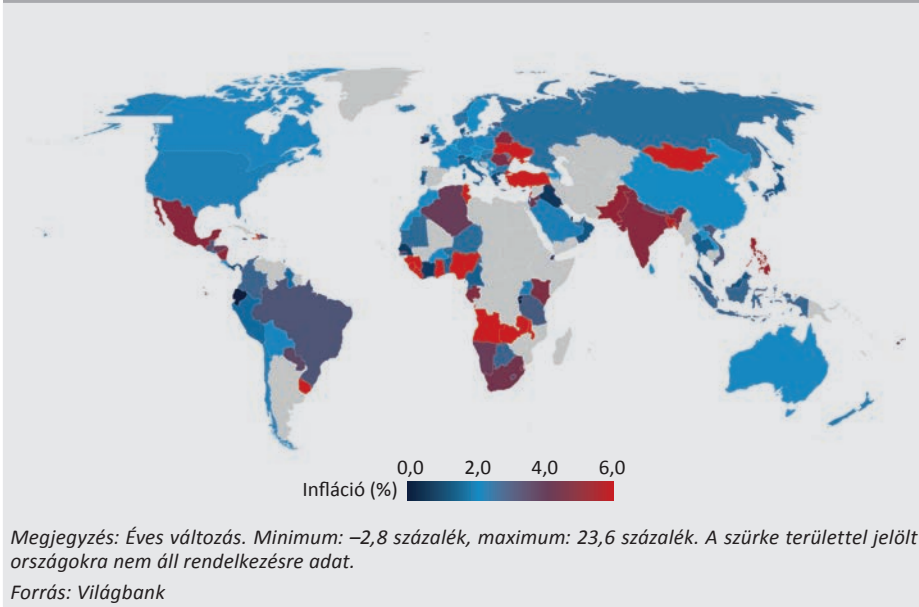 0,0 2,0 4,0 6,0
Infláció (%)
Megjegyzés: Éves változás. Minimum: –2,8 százalék, maximum: 23,6 százalék. A szürke területtel jelölt
országokra nem áll rendelkezésre adat.
Forrás: Világbank